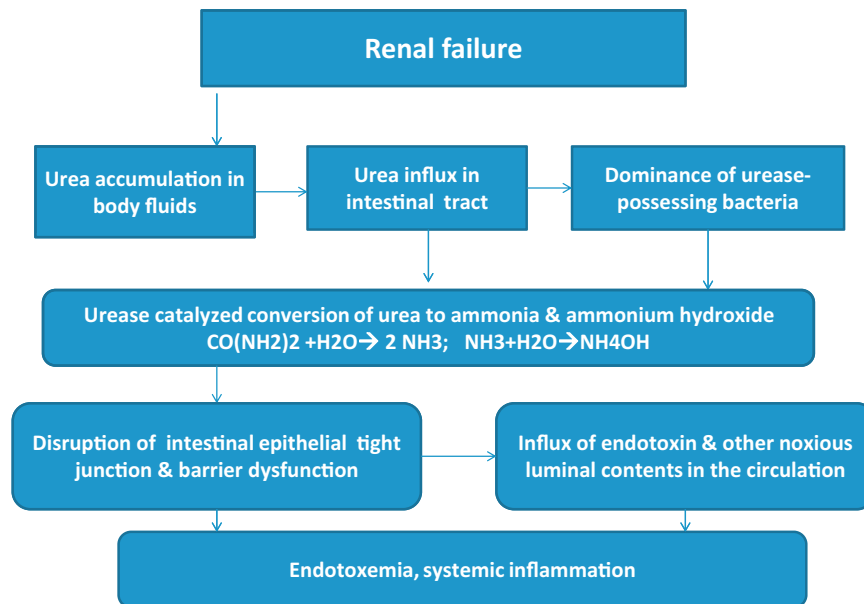 Renal failure
Urea accumulation in
body fluids
Urea influx in
intestinal tract
Dominance of urease-
possessing bacteria
Urease catalyzed conversion of urea to ammonia & ammonium hydroxide
CO(NH2)2 +H2O→ 2 NH3; NH3+H2O→NH4OH
Disruption of intestinal epithelial tight
junction & barrier dysfunction
Influx of endotoxin & other noxious
luminal contents in the circulation
Endotoxemia, systemic inflammation